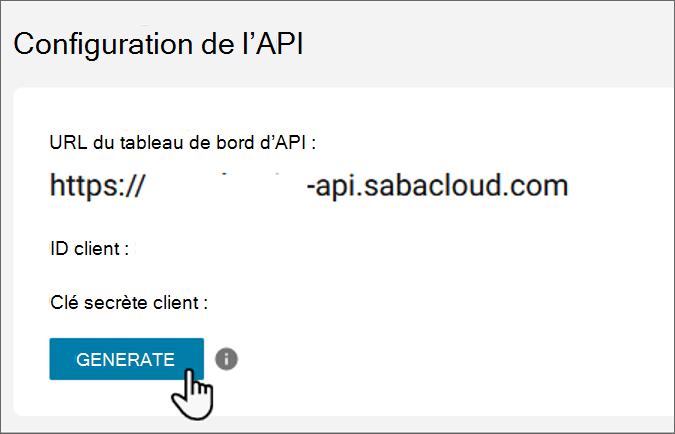 Configuration de l’API
URL du tableau de bord d’API :
https:// -api.sabacloud.com
ID client :
Clé secrète client :
GENERATE